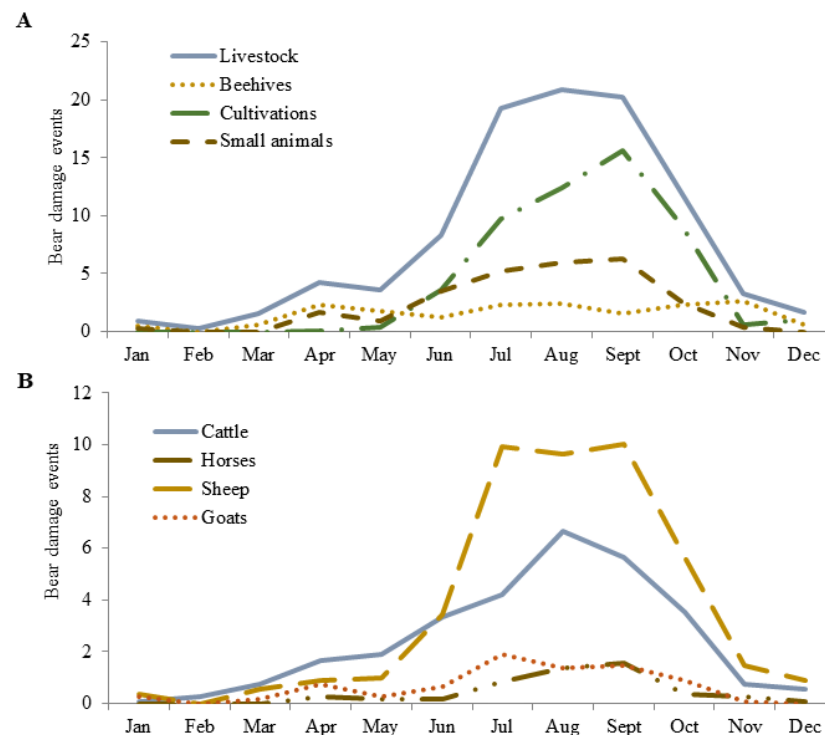 A
25
20
15
10
5
0
Bear damage events
Livestock
Beehives
Cultivations
Small animals
Jan Feb Mar Apr May Jun Jul Aug Sept Oct Nov Dec
B
12
10
8
6
4
2
0
Bear damage events
Cattle
Horses
Sheep
Goats
Jan Feb Mar Apr May Jun Jul Aug Sept Oct Nov Dec